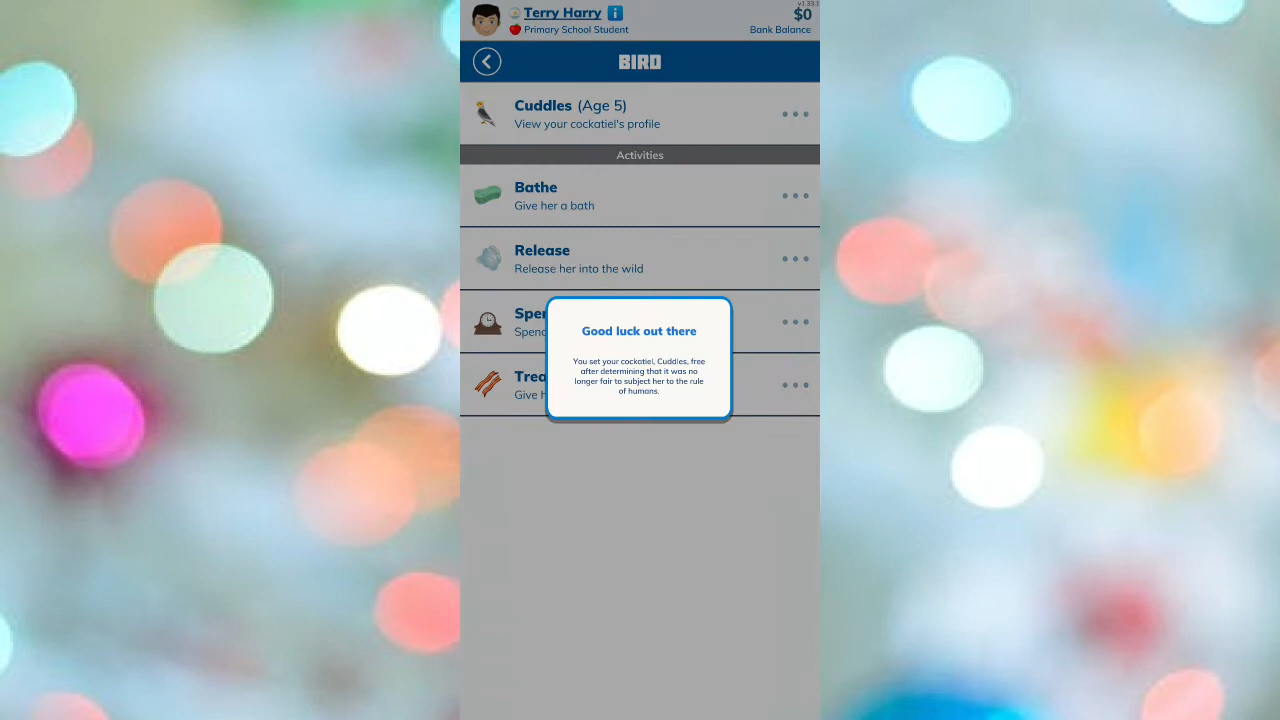 v1.33.1
Terry Harry i
$0
Primary School Student
Bank Balance
BIRD
Cuddles (Age 5)
View your cockatiel's profile
Activities
Bathe
Give her a bath
Release
Release her into the wild
Good luck out there
You set your cockatiel, Cuddles, free
after determining that it was no
longer fair to subject her to the rule
of humans.